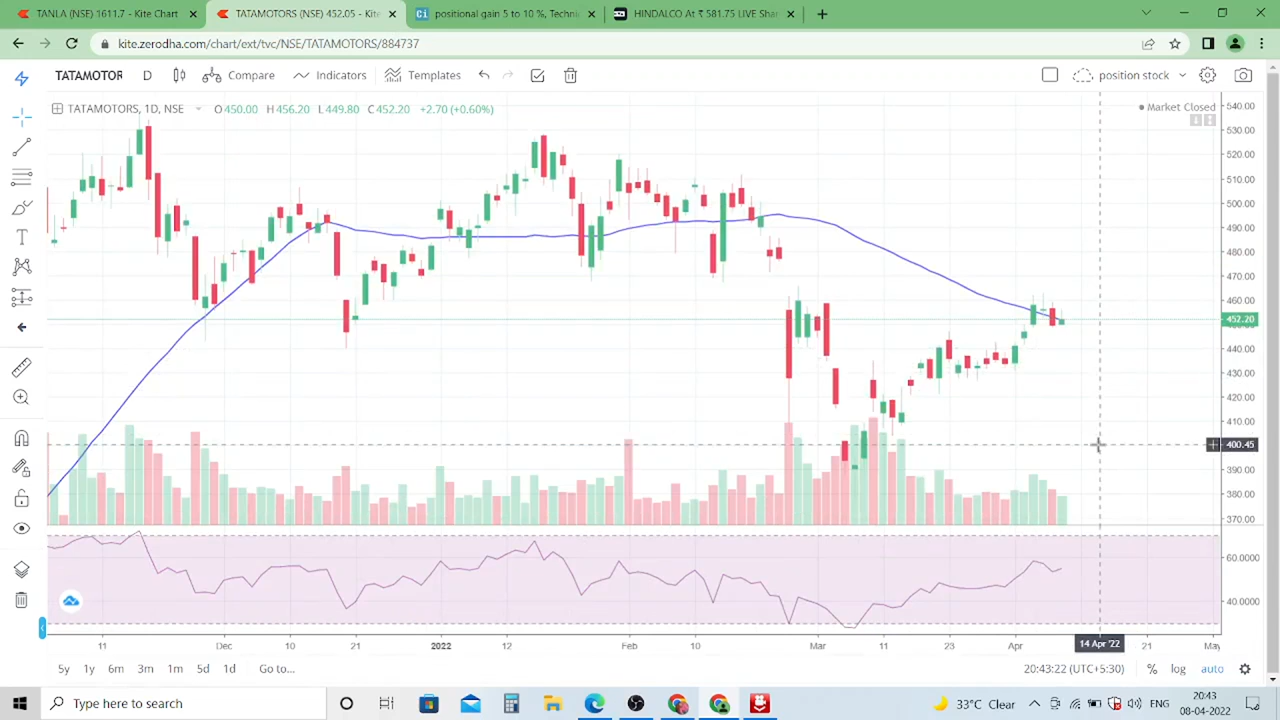 TANLA (NSE) 1611.7 - Kite Chart
TATAMOTORS (NSE) 452.05 - Kite
positional gain 5 to 10 %, Techni
HINDALCO At ₹ 581.75 LIVE Shar
kite.zerodha.com/chart/ext/tvc/NSE/TATAMOTORS/884737
TATAMOTOR D Compare Indicators Templates position stock
TATAMOTORS, 1D, NSE O450.00 H456.20 L449.80 C452.20 +2.70 (+0.60%)
Market Closed
540.00
530.00
520.00
510.00
500.00
490.00
480.00
470.00
460.00
452.20
440.00
430.00
420.00
410.00
400.45
390.00
380.00
370.00
60.0000
40.0000
11 Dec 10 21 2022 12 Feb 10 Mar 11 23 Apr 14 Apr '22 21 May
5y 1y 6m 3m 1m 5d 1d Go to... 20:43:22 (UTC+5:30) % log auto
Type here to search
33°C Clear
ENG
20:43
08-04-2022